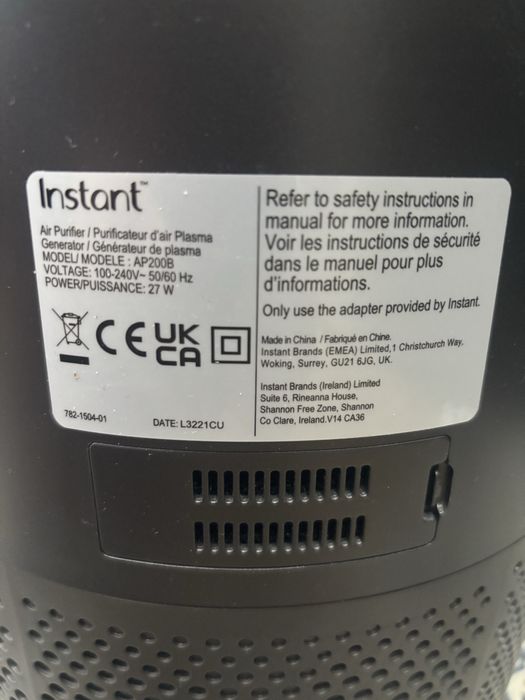 Instant™
Air Purifier / Purificateur d'air Plasma
Generator / Générateur de plasma
MODEL/ MODELE : AP200B
VOLTAGE: 100-240V~ 50/60 Hz
POWER/PUISSANCE: 27 W
CE UK
CA
782-1504-01
DATE: L3221CU
Refer to safety instructions in
manual for more information.
Voir les instructions de sécurité
dans le manuel pour plus
d'informations.
Only use the adapter provided by Instant.
Made in China / Fabriqué en Chine.
Instant Brands (EMEA) Limited,1 Christchurch Way,
Woking, Surrey, GU21 6JG, UK.
Instant Brands (Ireland) Limited
Suite 6, Rineanna House,
Shannon Free Zone, Shannon
Co Clare, Ireland.V14 CA36